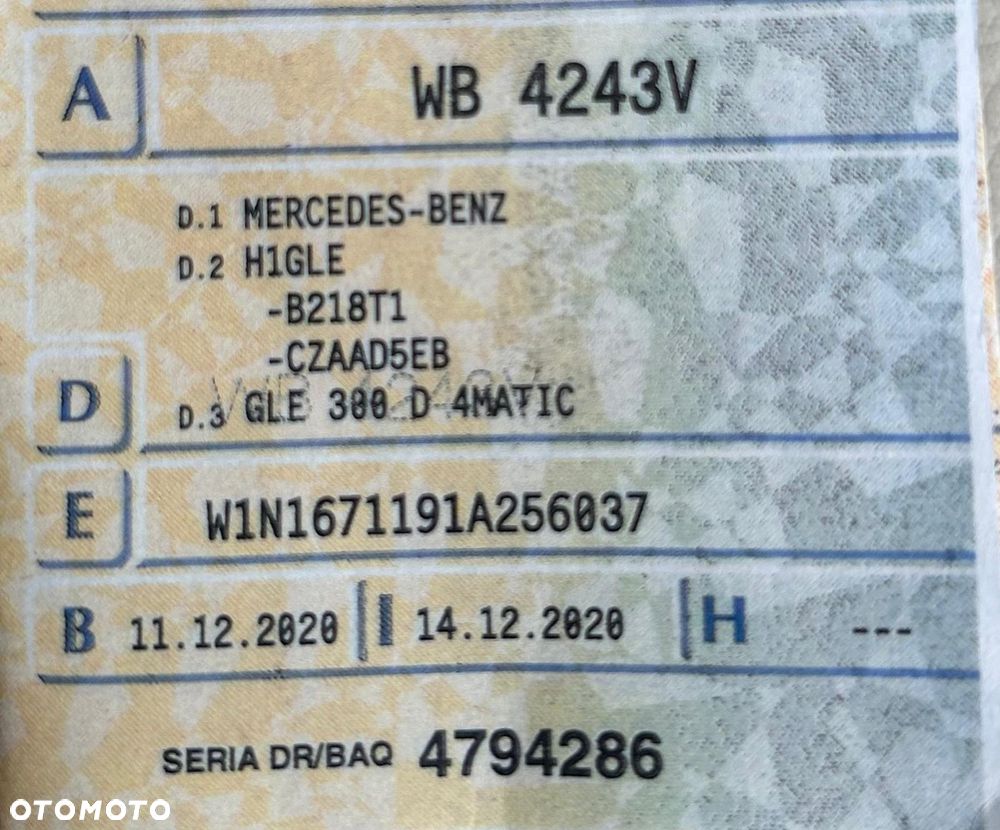 A WB 4243V
D.1 MERCEDES-BENZ
D.2 H1GLE
-B218T1
-CZAAD5EB
D D.3 GLE 300 D 4MATIC
E W1N1671191A256037
B 11.12.2020 I 14.12.2020 H ---
SERIA DR/BAQ 4794286
OTOMOTO